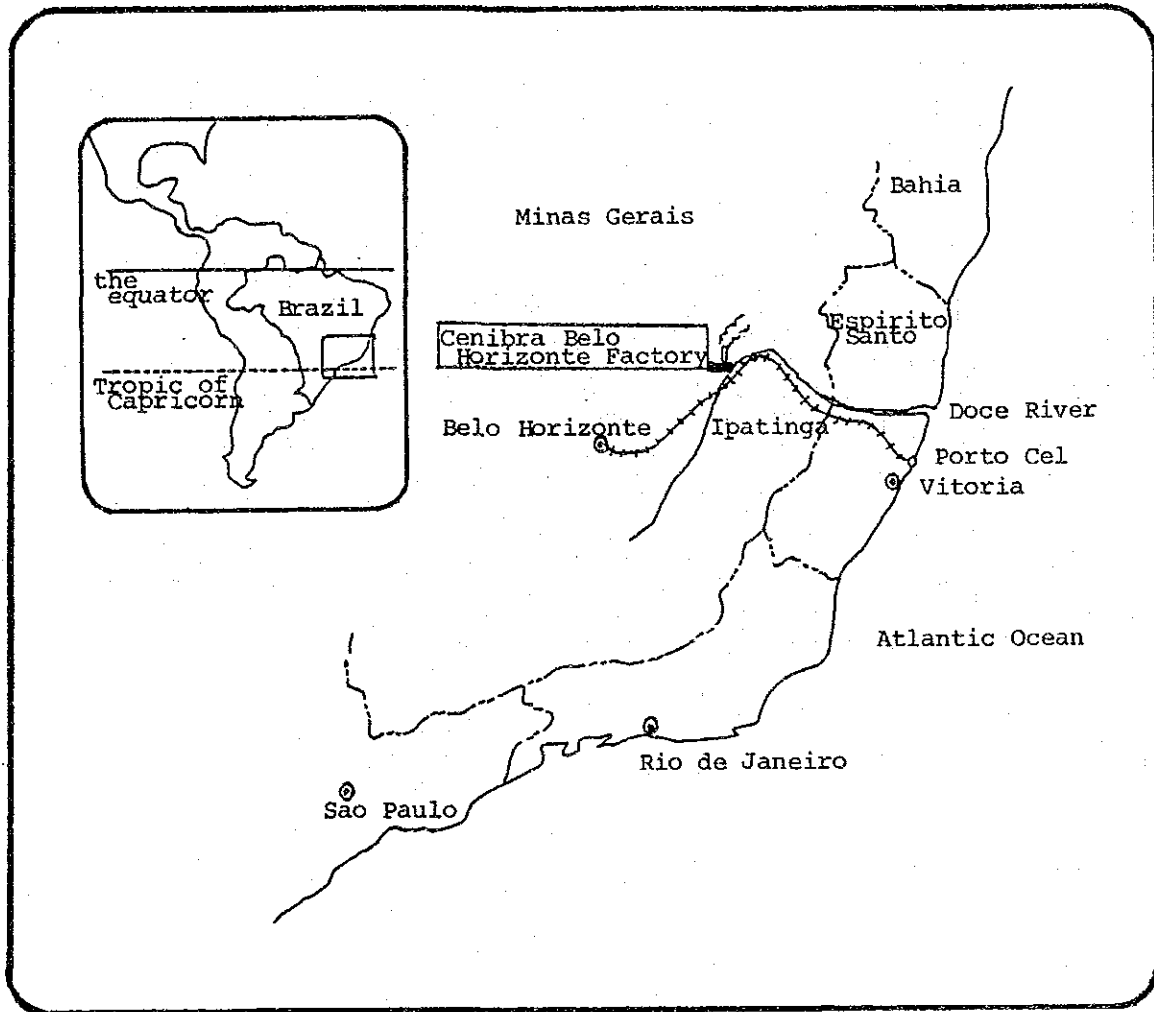 the
equator
Brazil
Tropic of
Capricorn
Minas Gerais
Bahia
Espirito
Santo
Cenibra Belo
Horizonte Factory
Belo Horizonte
Ipatinga
Doce River
Porto Cel
Vitoria
Atlantic Ocean
Rio de Janeiro
Sao Paulo